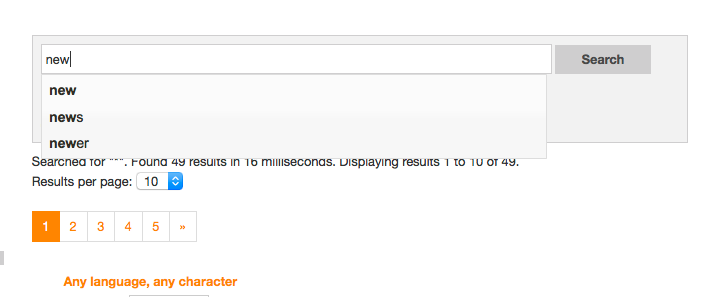 new
Search
new
news
newer
Searched for "**". Found 49 results in 16 milliseconds. Displaying results 1 to 10 of 49.
Results per page: 10
1 2 3 4 5 »
Any language, any character